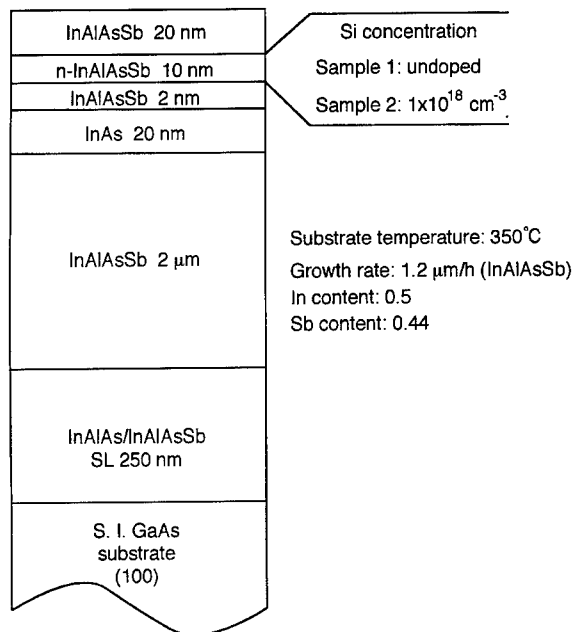 InAlAsSb 20 nm
n-InAlAsSb 10 nm
InAlAsSb 2 nm
InAs 20 nm
InAlAsSb 2 μm
InAlAs/InAlAsSb
SL 250 nm
S. I. GaAs
substrate
(100)
Si concentration
Sample 1: undoped
Sample 2: 1x10¹⁸ cm⁻³
Substrate temperature: 350°C
Growth rate: 1.2 μm/h (InAlAsSb)
In content: 0.5
Sb content: 0.44